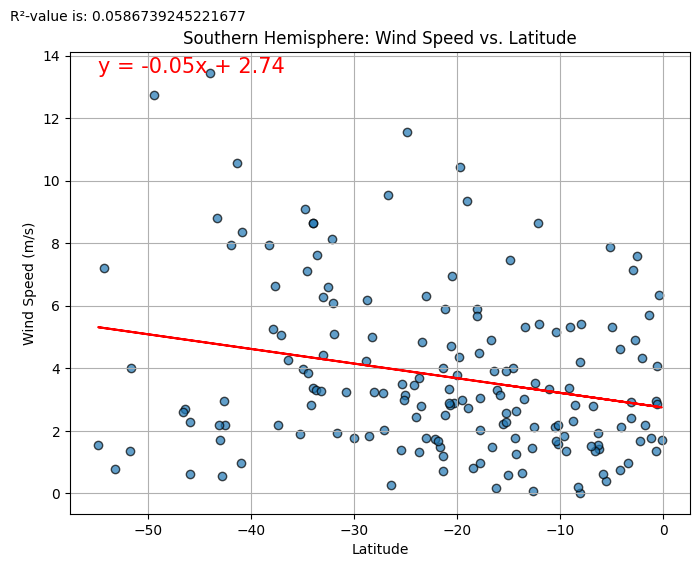 R²-value is: 0.0586739245221677
Southern Hemisphere: Wind Speed vs. Latitude
y = -0.05x + 2.74
14
12
10
8
6
4
2
0
Wind Speed (m/s)
−50 −40 −30 −20 −10 0
Latitude